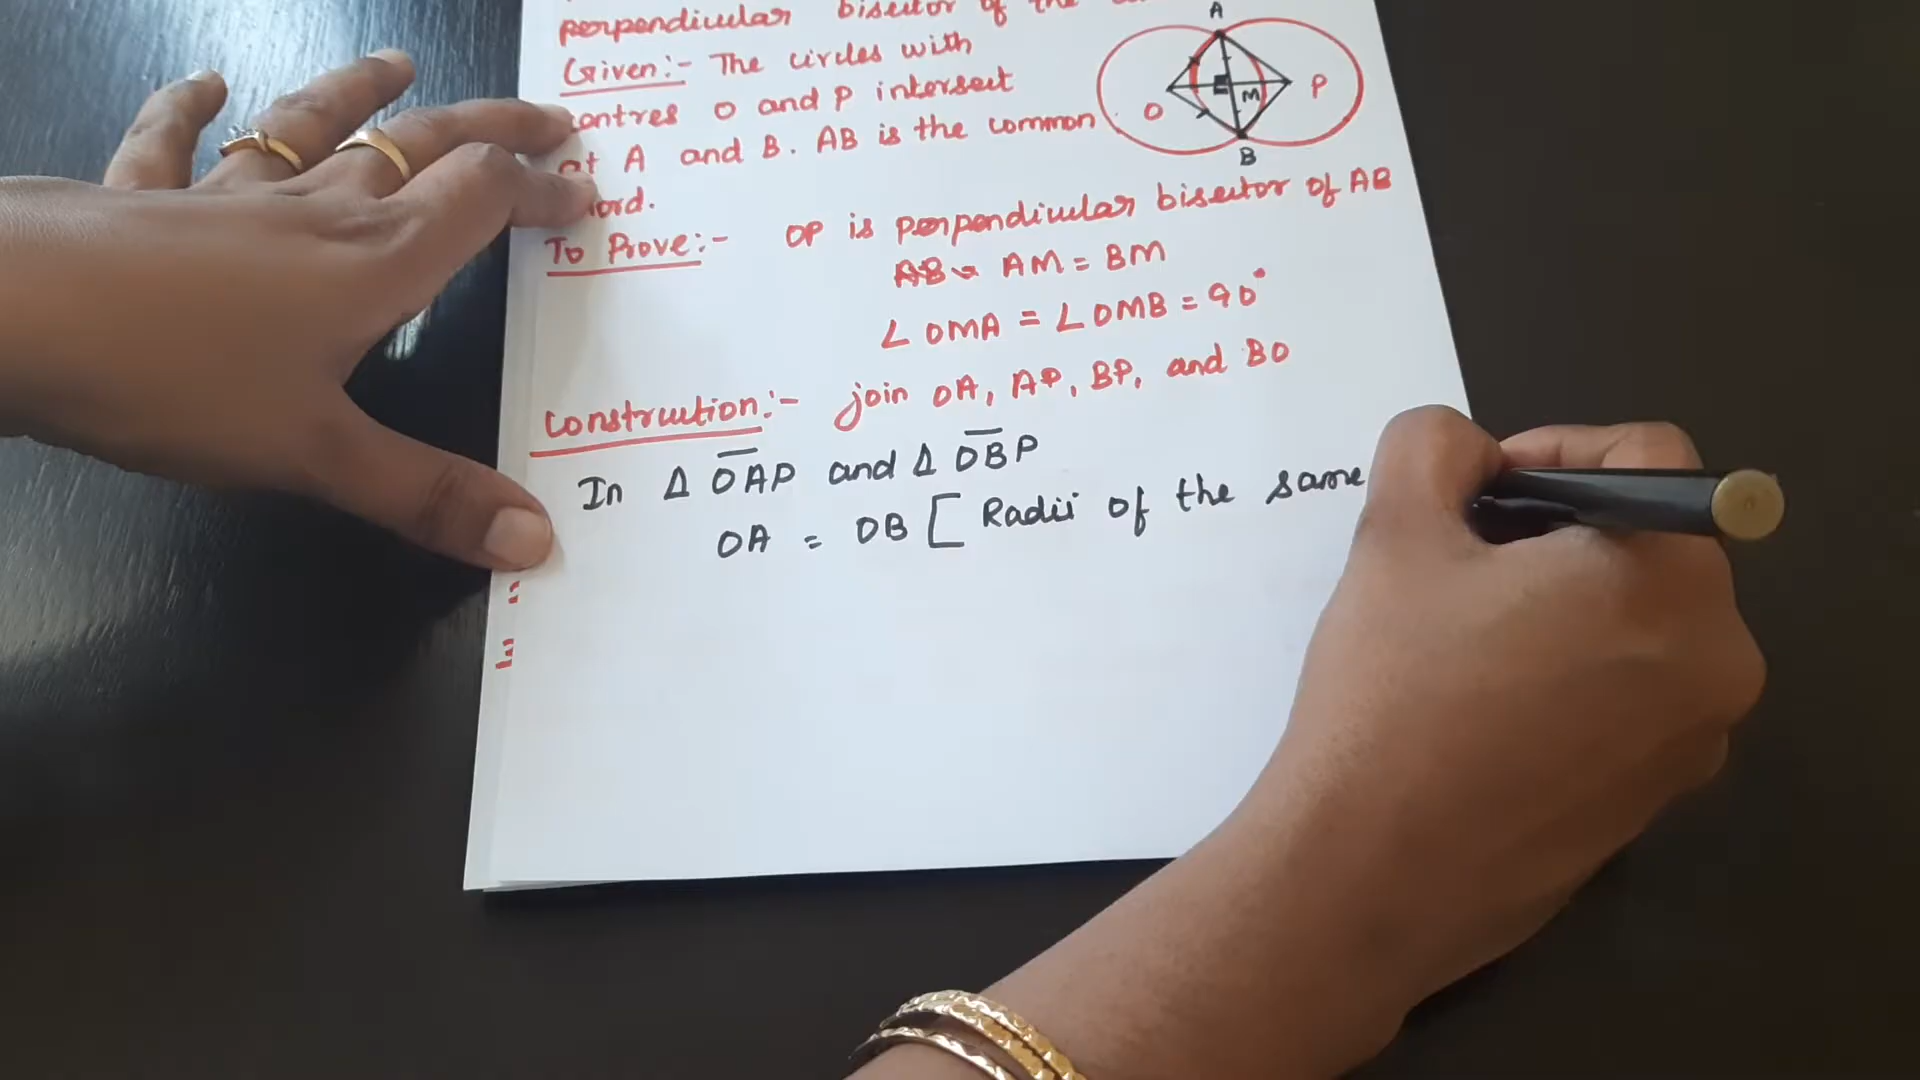 perpendicular bisector of the
Given:- The circles with
centres O and P intersect
at A and B. AB is the common
chord.
A
O
M
P
B
To Prove:- OP is perpendicular bisector of AB
AM = BM
∠OMA = ∠OMB = 90°
Construction:- join OA, AP, BP, and BO
In Δ OAP and Δ OBP
OA = OB [Radii of the same